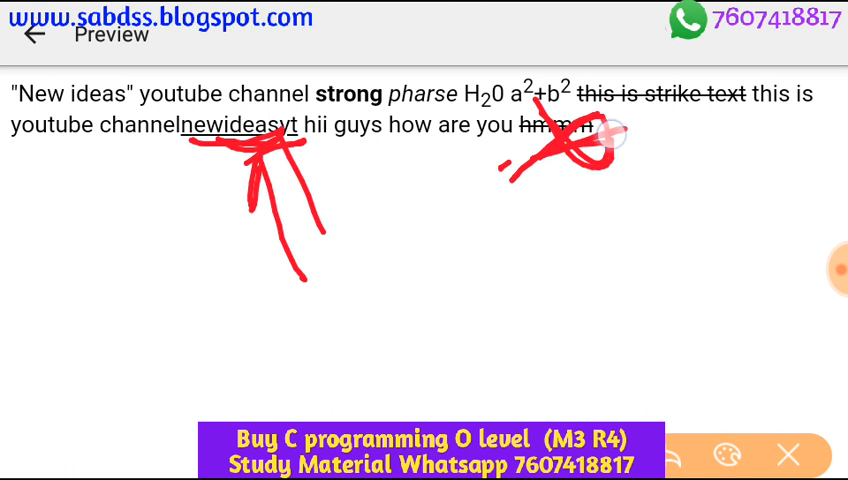 www.sabdss.blogspot.com
7607418817
Preview
"New ideas" youtube channel strong pharse H₂0 a²+b² this is strike text this is
youtube channelnewideasyt hii guys how are you hmmm
Buy C programming O level (M3 R4)
Study Material Whatsapp 7607418817